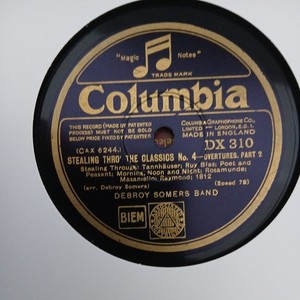 "Magic Notes"
TRADE MARK
Columbia
THIS RECORD (MADE BY PATENTED
PROCESS) MUST NOT BE SOLD
BELOW PRICE FIXED BY PATENTEES
COLUMBIA GRAPHOPHONE CO.,
LIMITED LONDON, E.C.1.
MADE IN ENGLAND
(CAX 6244.)
DX 310
STEALING THRO' THE CLASSICS No. 4—OVERTURES, PART 2
Stealing Through: Tannhäuser; Ruy Blas; Poet and
Peasant; Morning, Noon and Night; Rosamunde;
Masaniello; Raymond; 1812
(arr. Debroy Somers) (Speed 78)
DEBROY SOMERS BAND
BIEM